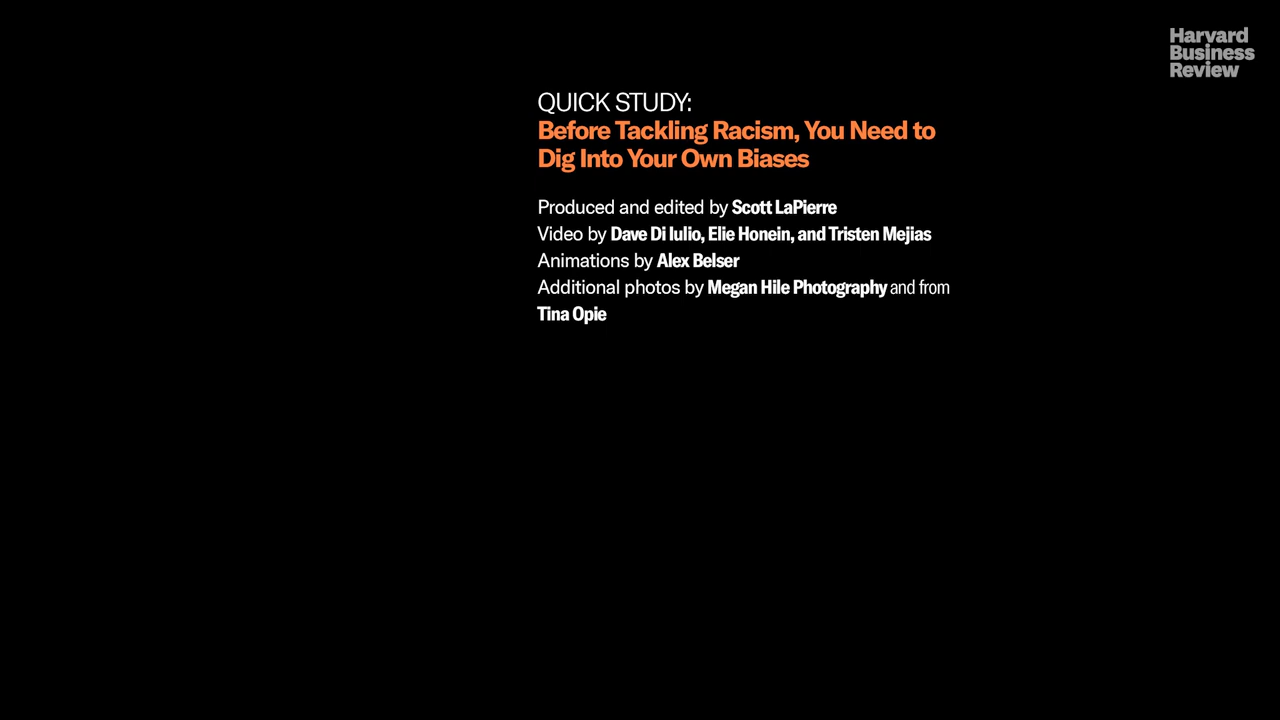 Harvard
Business
Review
QUICK STUDY:
Before Tackling Racism, You Need to
Dig Into Your Own Biases
Produced and edited by Scott LaPierre
Video by Dave Di Iulio, Elie Honein, and Tristen Mejias
Animations by Alex Belser
Additional photos by Megan Hile Photography and from
Tina Opie